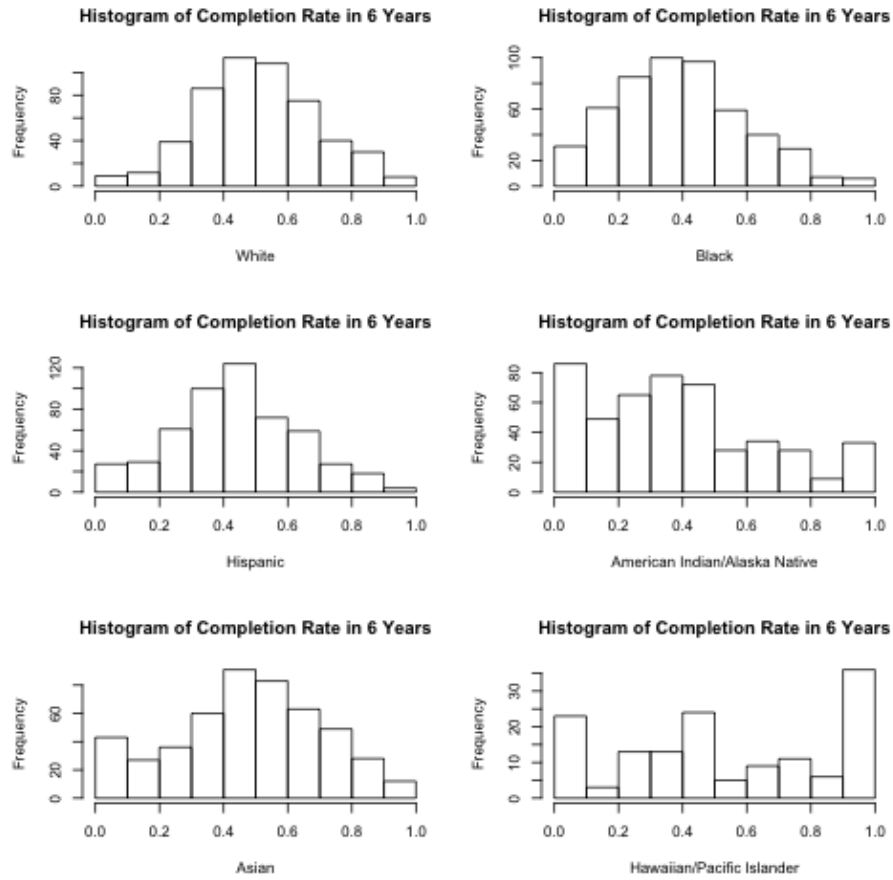 Histogram of Completion Rate in 6 Years
Frequency
0 40 80
0.0 0.2 0.4 0.6 0.8 1.0
White
Histogram of Completion Rate in 6 Years
Frequency
0 20 60 100
0.0 0.2 0.4 0.6 0.8 1.0
Black
Histogram of Completion Rate in 6 Years
Frequency
0 40 80 120
0.0 0.2 0.4 0.6 0.8 1.0
Hispanic
Histogram of Completion Rate in 6 Years
Frequency
0 20 40 60 80
0.0 0.2 0.4 0.6 0.8 1.0
American Indian/Alaska Native
Histogram of Completion Rate in 6 Years
Frequency
0 20 60
0.0 0.2 0.4 0.6 0.8 1.0
Asian
Histogram of Completion Rate in 6 Years
Frequency
0 10 20 30
0.0 0.2 0.4 0.6 0.8 1.0
Hawaiian/Pacific Islander